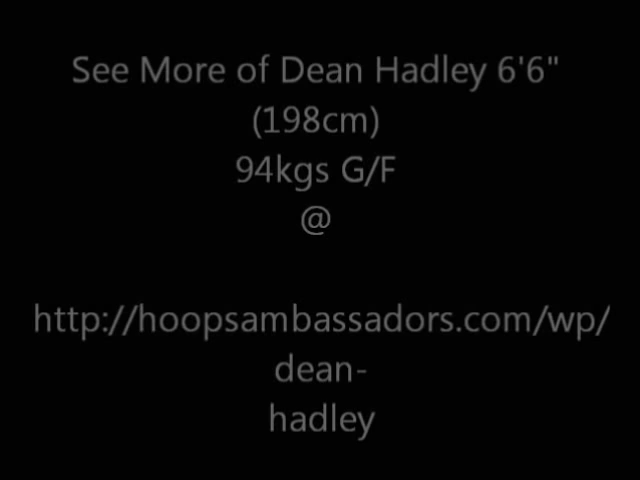 See More of Dean Hadley 6'6"
(198cm)
94kgs G/F
@
http://hoopsambassadors.com/wp/
dean-
hadley